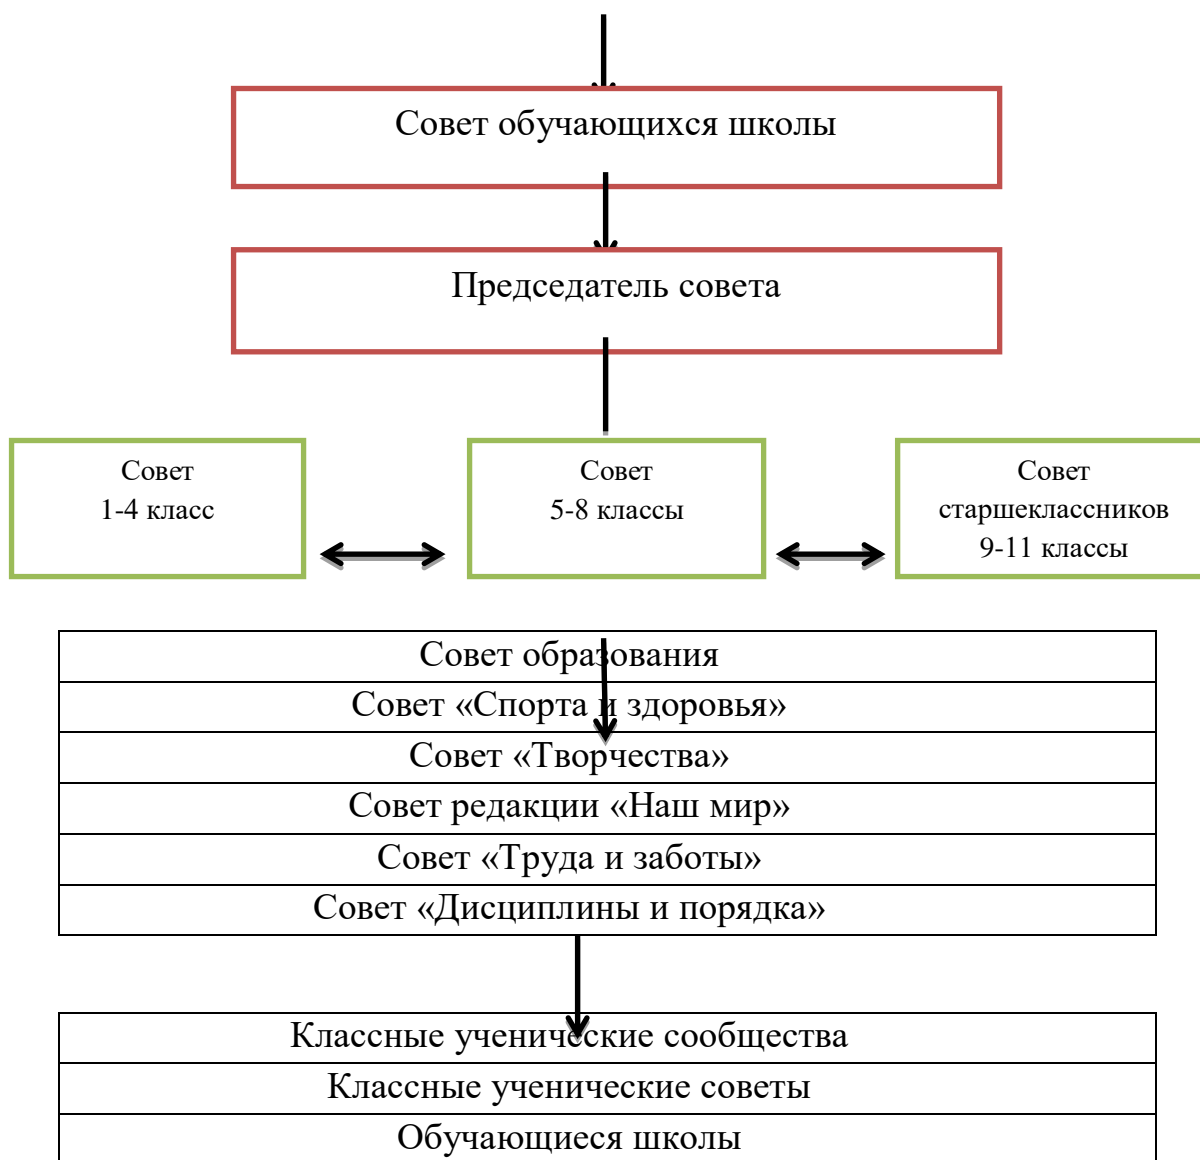 Совет обучающихся школы
Председатель совета
Совет
1-4 класс
Совет
5-8 классы
Совет
старшеклассников
9-11 классы
Совет образования
Совет «Спорта и здоровья»
Совет «Творчества»
Совет редакции «Наш мир»
Совет «Труда и заботы»
Совет «Дисциплины и порядка»
Классные ученические сообщества
Классные ученические советы
Обучающиеся школы